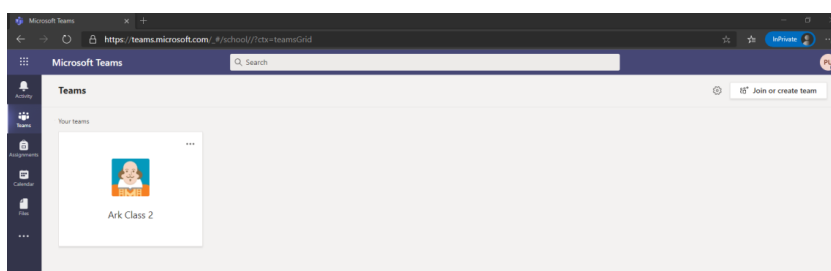 Microsoft Teams
https://teams.microsoft.com/_#/school//?ctx=teamsGrid
InPrivate
Microsoft Teams
Search
Activity
Teams
Join or create team
Teams
Your teams
Assignments
Calendar
Ark Class 2
Files